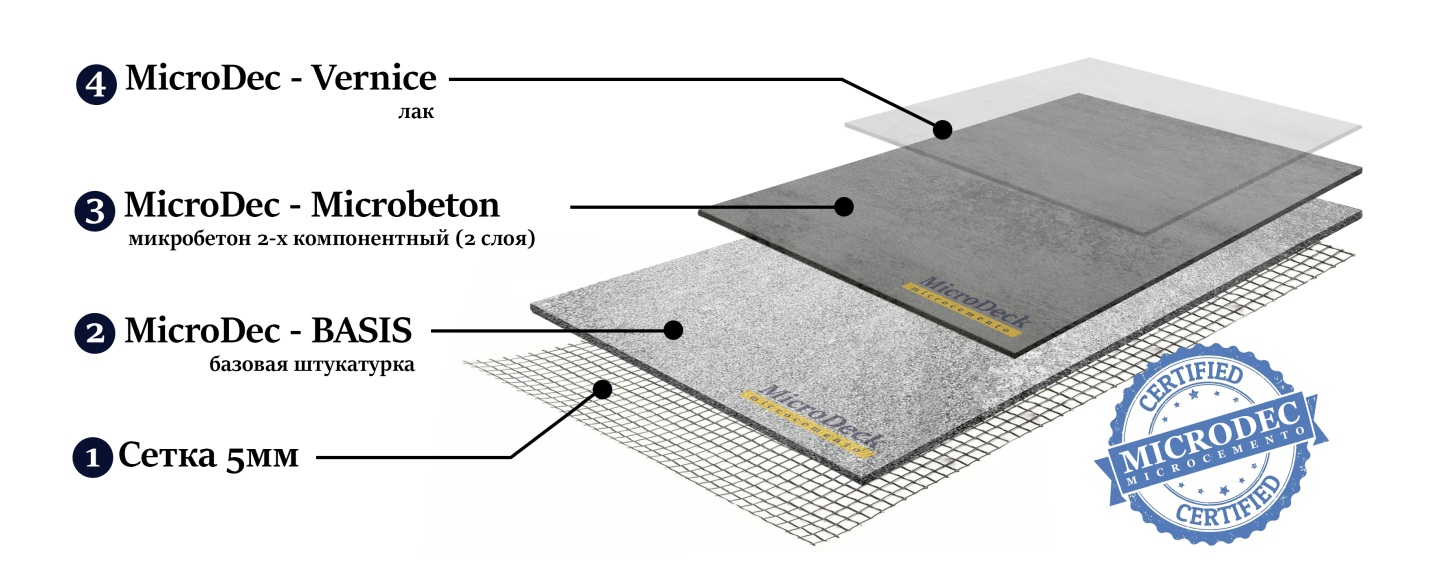 4 MicroDec - Vernice
лак
3 MicroDec - Microbeton
микробетон 2-х компонентный (2 слоя)
2 MicroDec - BASIS
базовая штукатурка
1 Сетка 5мм
MicroDeck
microcemento
MicroDeck
microcemento
CERTIFIED
MICRODEC
MICROCEMENTO
CERTIFIED